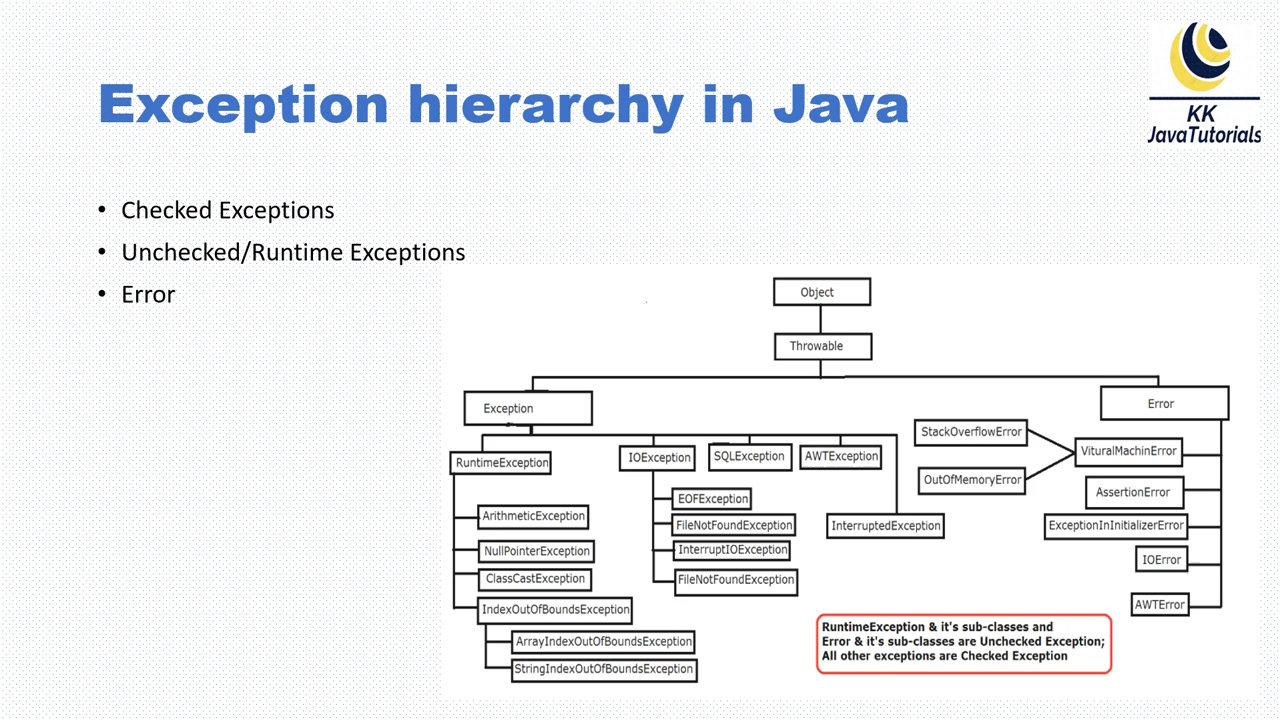 Exception hierarchy in Java
KK
JavaTutorials
• Checked Exceptions
• Unchecked/Runtime Exceptions
• Error
Object
Throwable
Exception
Error
RuntimeException
IOException
SQLException
AWTException
InterruptedException
ArithmeticException
NullPointerException
ClassCastException
IndexOutOfBoundsException
ArrayIndexOutOfBoundsException
StringIndexOutOfBoundsException
EOFException
FileNotFoundException
InterruptIOException
FileNotFoundException
StackOverflowError
OutOfMemoryError
VituralMachinError
AssertionError
ExceptionInInitializerError
IOError
AWTError
RuntimeException & it's sub-classes and
Error & it's sub-classes are Unchecked Exception;
All other exceptions are Checked Exception